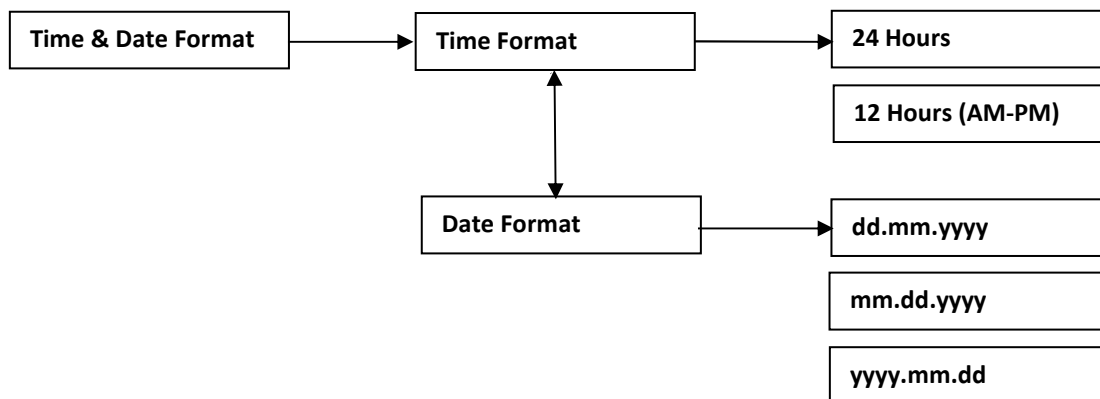 Time & Date Format
Time Format
24 Hours
12 Hours (AM-PM)
Date Format
dd.mm.yyyy
mm.dd.yyyy
yyyy.mm.dd